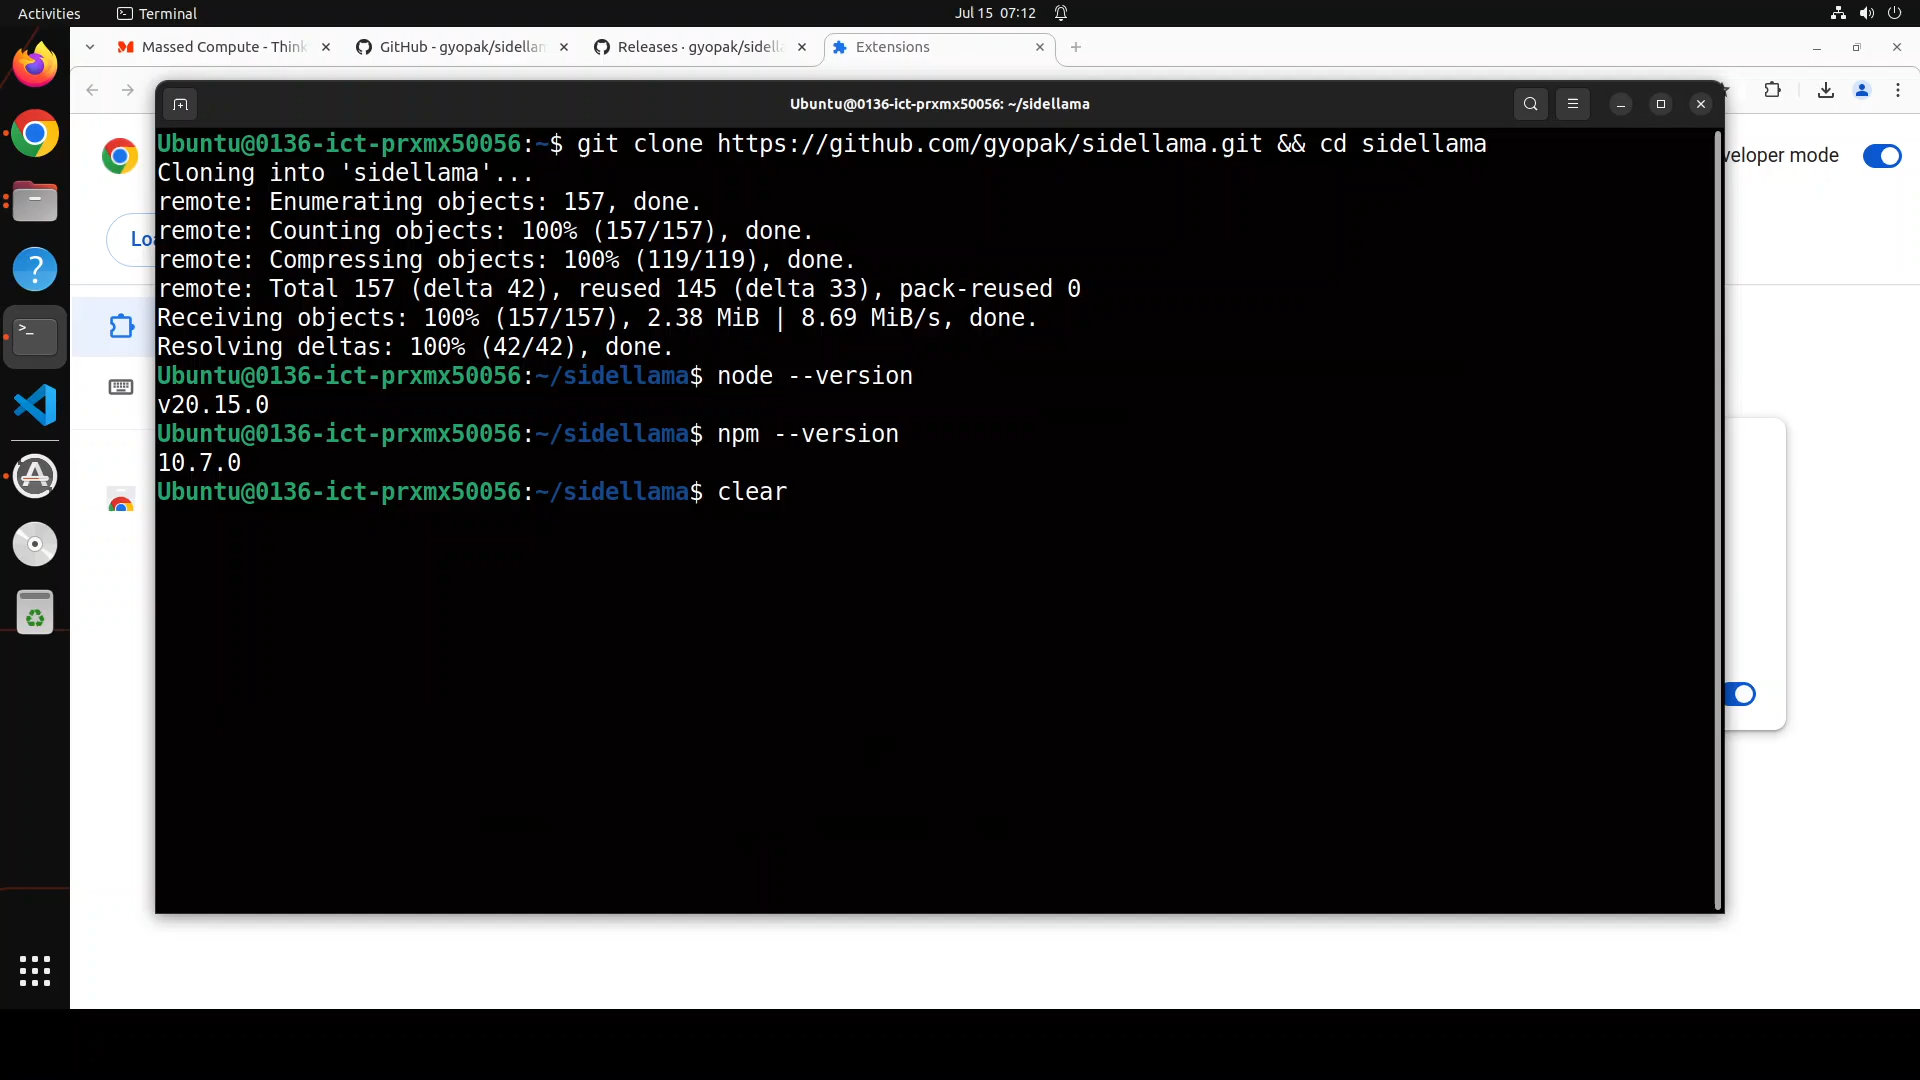 Activities
Terminal
Jul 15 07:12
Massed Compute - Think
GitHub - gyopak/sidellam
Releases · gyopak/sidella
Extensions
Ubuntu@0136-ict-prxmx50056: ~/sidellama
Ubuntu@0136-ict-prxmx50056:~$ git clone https://github.com/gyopak/sidellama.git && cd sidellama
Cloning into 'sidellama'...
remote: Enumerating objects: 157, done.
remote: Counting objects: 100% (157/157), done.
remote: Compressing objects: 100% (119/119), done.
remote: Total 157 (delta 42), reused 145 (delta 33), pack-reused 0
Receiving objects: 100% (157/157), 2.38 MiB | 8.69 MiB/s, done.
Resolving deltas: 100% (42/42), done.
Ubuntu@0136-ict-prxmx50056:~/sidellama$ node --version
v20.15.0
Ubuntu@0136-ict-prxmx50056:~/sidellama$ npm --version
10.7.0
Ubuntu@0136-ict-prxmx50056:~/sidellama$ clear
veloper mode
Loa